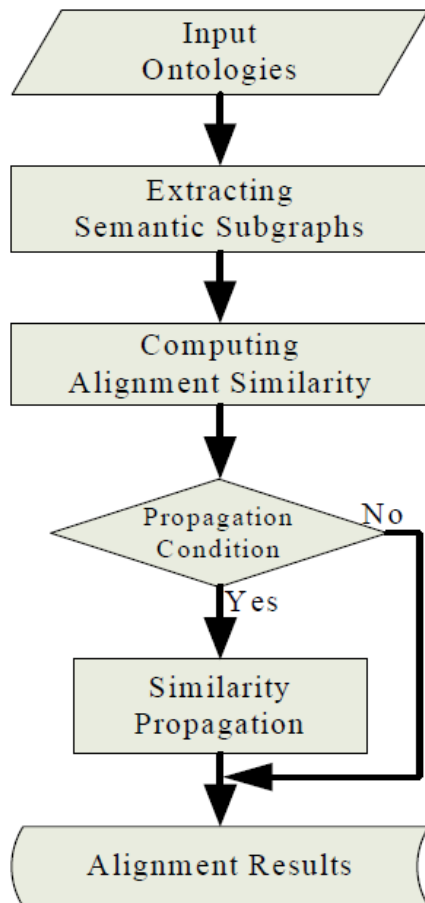 Input
Ontologies
Extracting
Semantic Subgraphs
Computing
Alignment Similarity
Propagation
Condition
No
Yes
Similarity
Propagation
Alignment Results